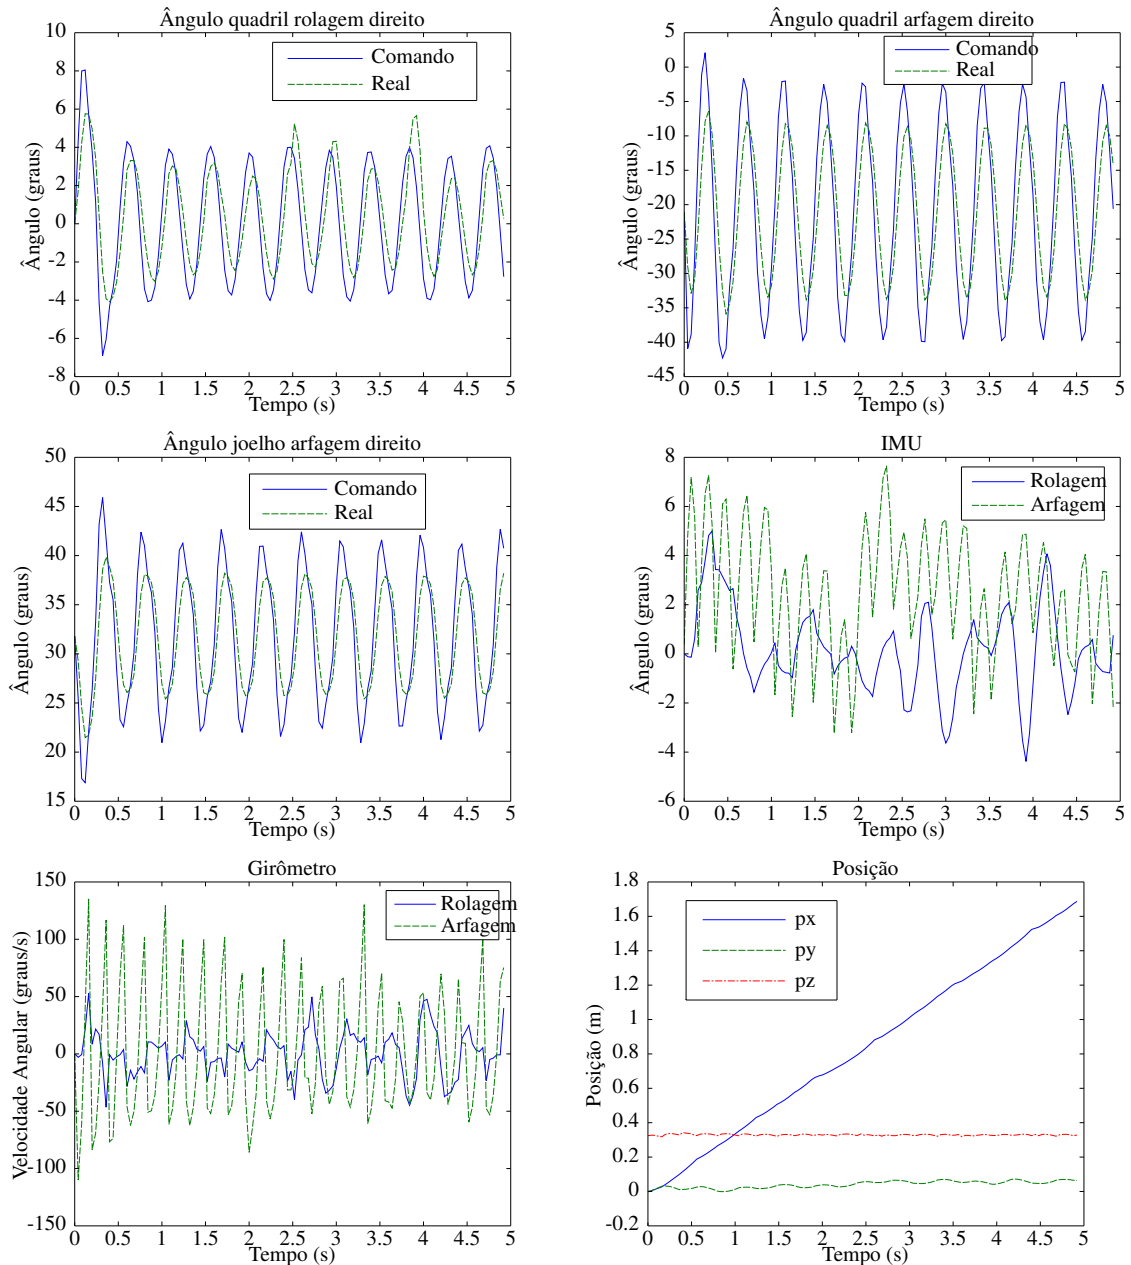 Ângulo quadril rolagem direito
10
8
6
4
2
0
-2
-4
-6
-8
Ângulo (graus)
Comando
Real
0 0.5 1 1.5 2 2.5 3 3.5 4 4.5 5
Tempo (s)
Ângulo quadril arfagem direito
5
0
-5
-10
-15
-20
-25
-30
-35
-40
-45
Ângulo (graus)
Comando
Real
0 0.5 1 1.5 2 2.5 3 3.5 4 4.5 5
Tempo (s)
Ângulo joelho arfagem direito
50
45
40
35
30
25
20
15
Ângulo (graus)
Comando
Real
0 0.5 1 1.5 2 2.5 3 3.5 4 4.5 5
Tempo (s)
IMU
8
6
4
2
0
-2
-4
-6
Ângulo (graus)
Rolagem
Arfagem
0 0.5 1 1.5 2 2.5 3 3.5 4 4.5 5
Tempo (s)
Girômetro
150
100
50
0
-50
-100
-150
Velocidade Angular (graus/s)
Rolagem
Arfagem
0 0.5 1 1.5 2 2.5 3 3.5 4 4.5 5
Tempo (s)
Posição
1.8
1.6
1.4
1.2
1
0.8
0.6
0.4
0.2
0
-0.2
Posição (m)
px
py
pz
0 0.5 1 1.5 2 2.5 3 3.5 4 4.5 5
Tempo (s)